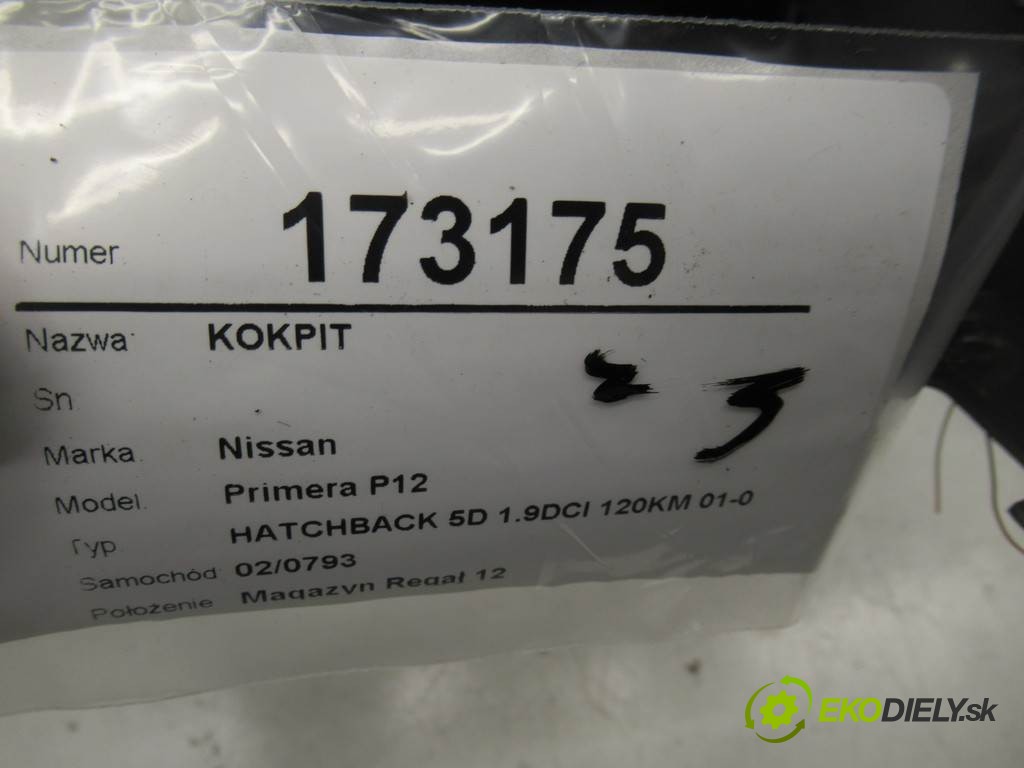 Numer 173175
Nazwa KOKPIT
Sn
Marka Nissan
Model Primera P12
Typ HATCHBACK 5D 1.9DCI 120KM 01-0
Samochód 02/0793
Położenie Magazyn Regał 12
EKODIELY.sk